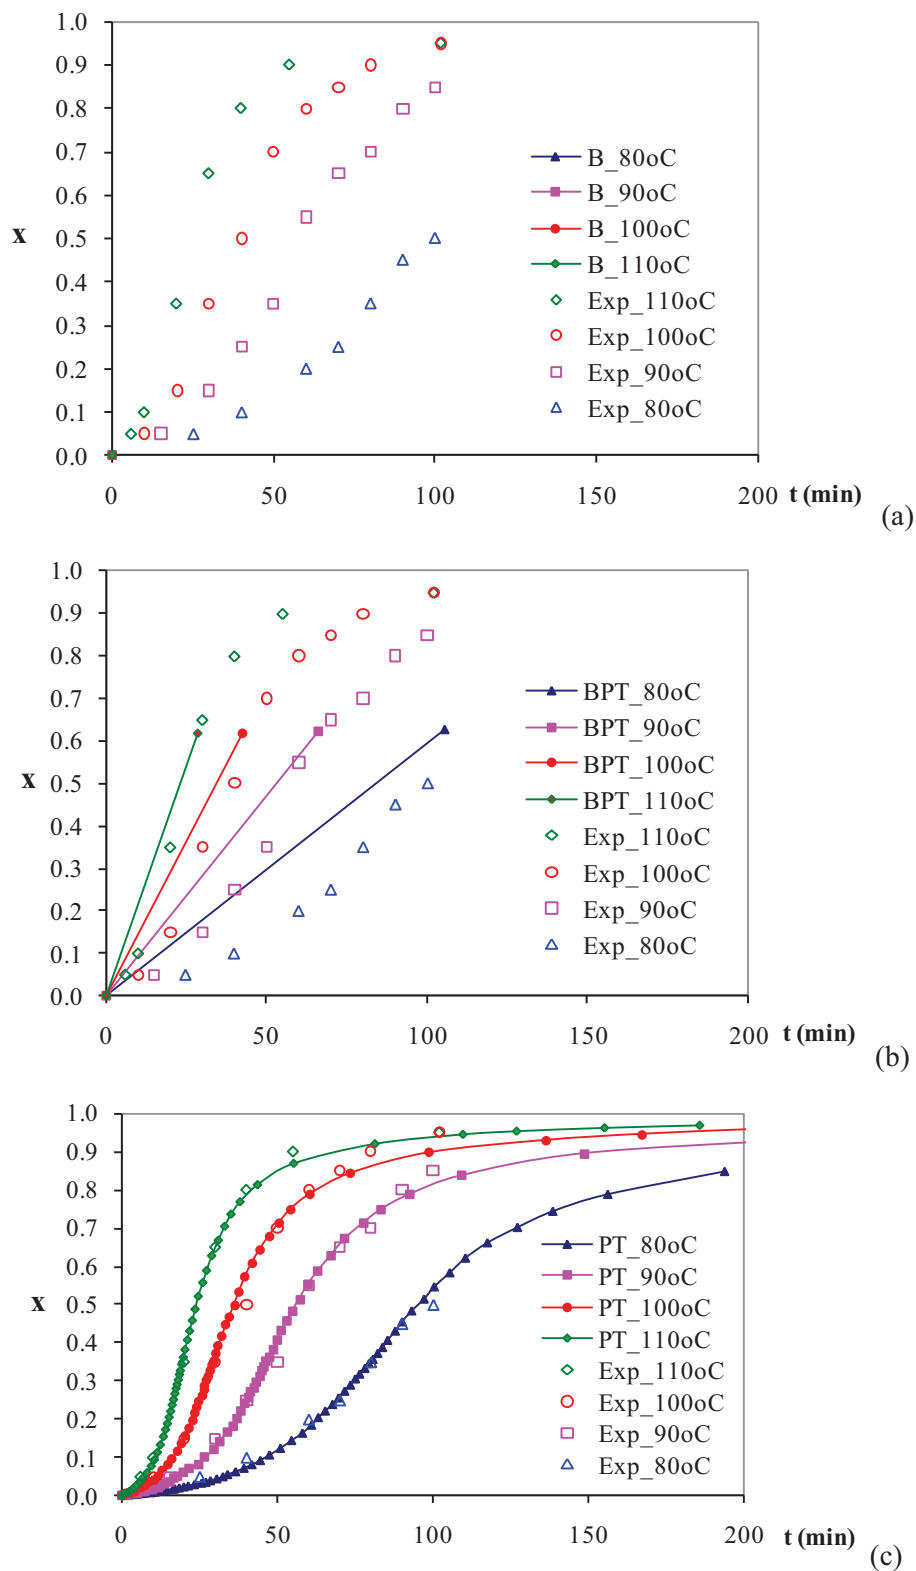 1.0
0.9
0.8
0.7
0.6
x
0.5
0.4
0.3
0.2
0.1
0.0
B_80oC
B_90oC
B_100oC
B_110oC
Exp_110oC
Exp_100oC
Exp_90oC
Exp_80oC
0 50 100 150 200 t (min)
(a)
1.0
0.9
0.8
0.7
0.6
x
0.5
0.4
0.3
0.2
0.1
0.0
BPT_80oC
BPT_90oC
BPT_100oC
BPT_110oC
Exp_110oC
Exp_100oC
Exp_90oC
Exp_80oC
0 50 100 150 200 t (min)
(b)
1.0
0.9
0.8
0.7
0.6
x
0.5
0.4
0.3
0.2
0.1
0.0
PT_80oC
PT_90oC
PT_100oC
PT_110oC
Exp_110oC
Exp_100oC
Exp_90oC
Exp_80oC
0 50 100 150 200 t (min)
(c)